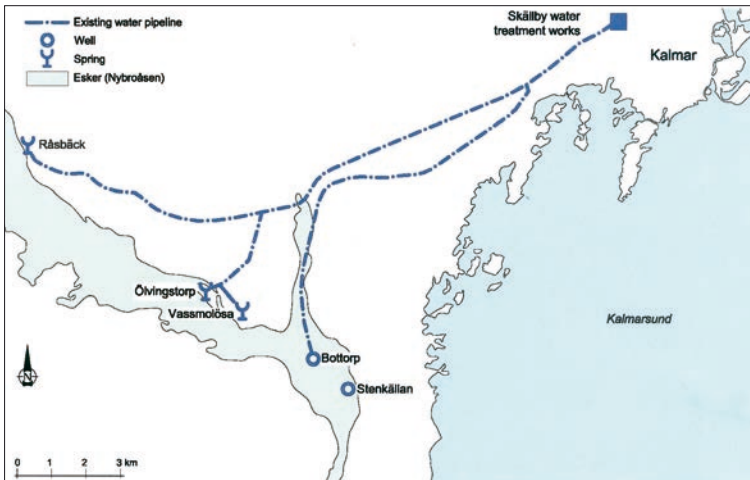 Existing water pipeline
Well
Spring
Esker (Nybroåsen)
Skällby water
treatment works
Kalmar
Råsbäck
Ölvingstorp
Vassmolösa
Kalmarsund
Bottorp
Stenkällan
N
0 1 2 3 km